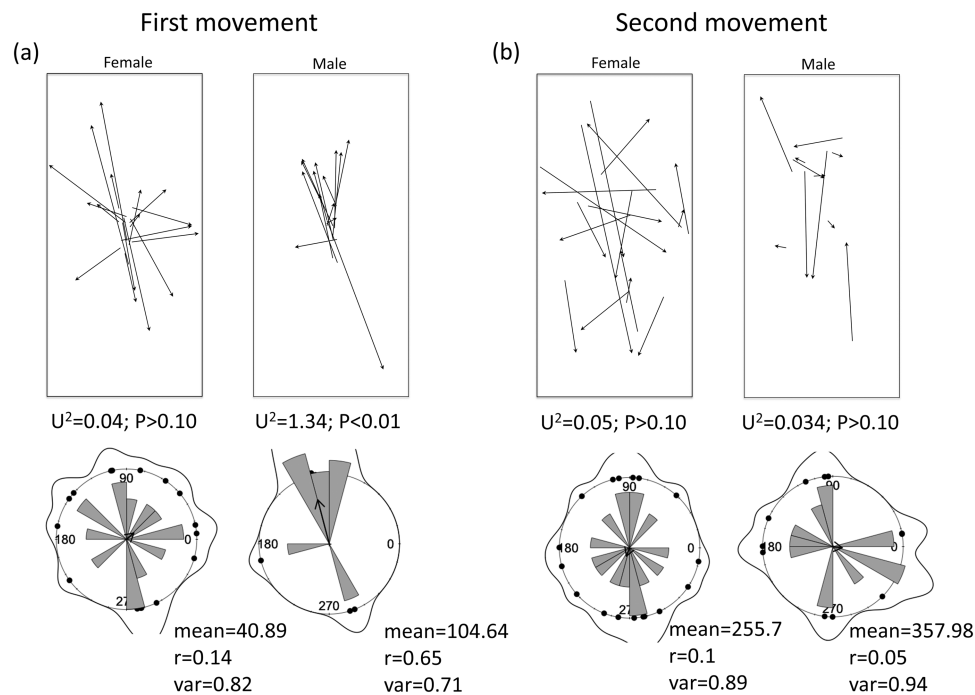 First movement
Second movement
(a)
Female
Male
(b)
Female
Male
U²=0.04; P>0.10
U²=1.34; P<0.01
U²=0.05; P>0.10
U²=0.034; P>0.10
90
180
0
27
180
0
270
90
180
0
27
90
180
0
270
mean=40.89
r=0.14
var=0.82
mean=104.64
r=0.65
var=0.71
mean=255.7
r=0.1
var=0.89
mean=357.98
r=0.05
var=0.94